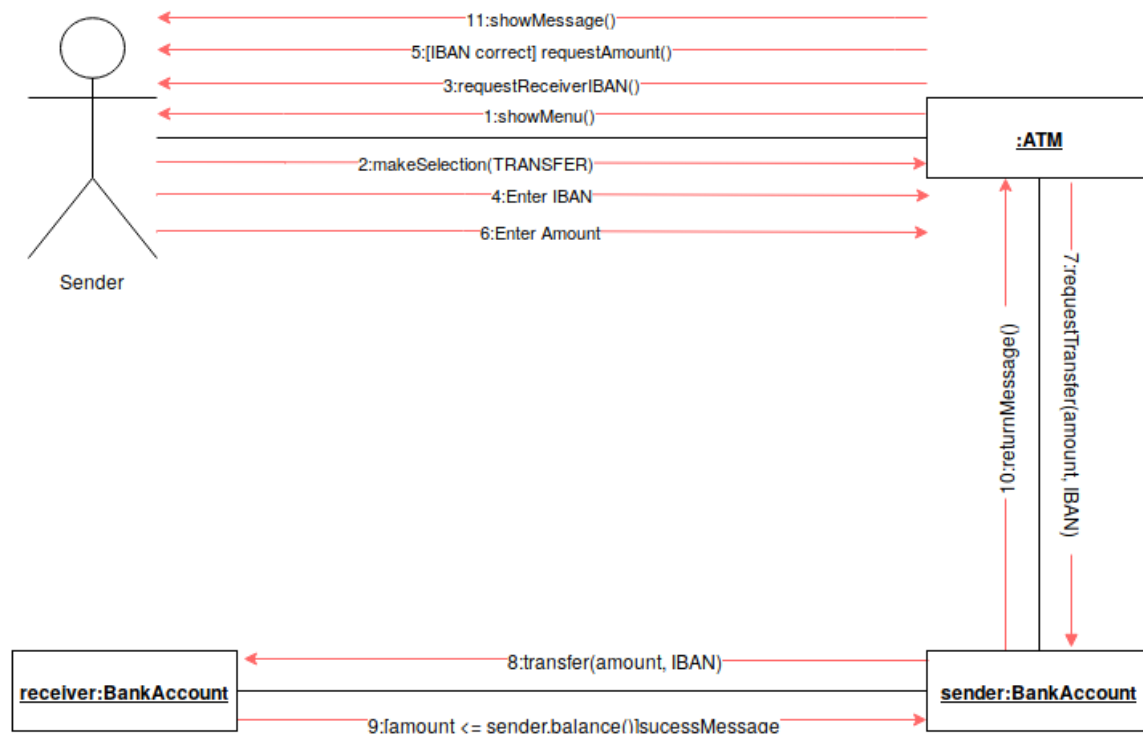 11:showMessage()
5:[IBAN correct] requestAmount()
3:requestReceiverIBAN()
1:showMenu()
:ATM
2:makeSelection(TRANSFER)
4:Enter IBAN
6:Enter Amount
Sender
7:requestTransfer(amount, IBAN)
10:returnMessage()
8:transfer(amount, IBAN)
receiver:BankAccount
sender:BankAccount
9:[amount <= sender.balance()]sucessMessage